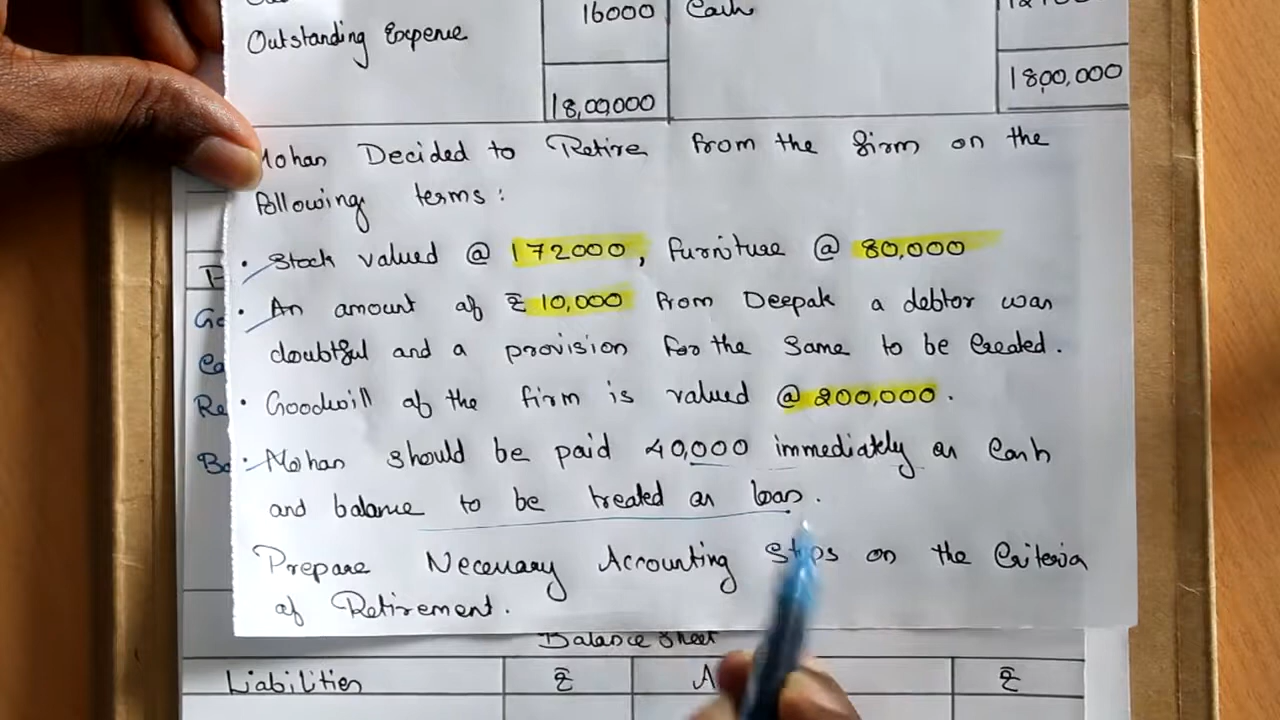 16000 Cash
Outstanding Expense
18,00,000 1800,000
Mohan Decided to Retire from the firm on the
following terms:
• Stock valued @ 172000, furniture @ 80,000
• An amount of ₹ 10,000 from Deepak a debtor was
doubtful and a provision for the same to be Created.
• Goodwill of the firm is valued @ 200,000.
• Mohan should be paid 40,000 immediately as Cash
and balance to be treated as loan.
Prepare Necessary Accounting Steps on the Criteria
of Retirement.
Balance Sheet
Liabilities ₹ A ₹